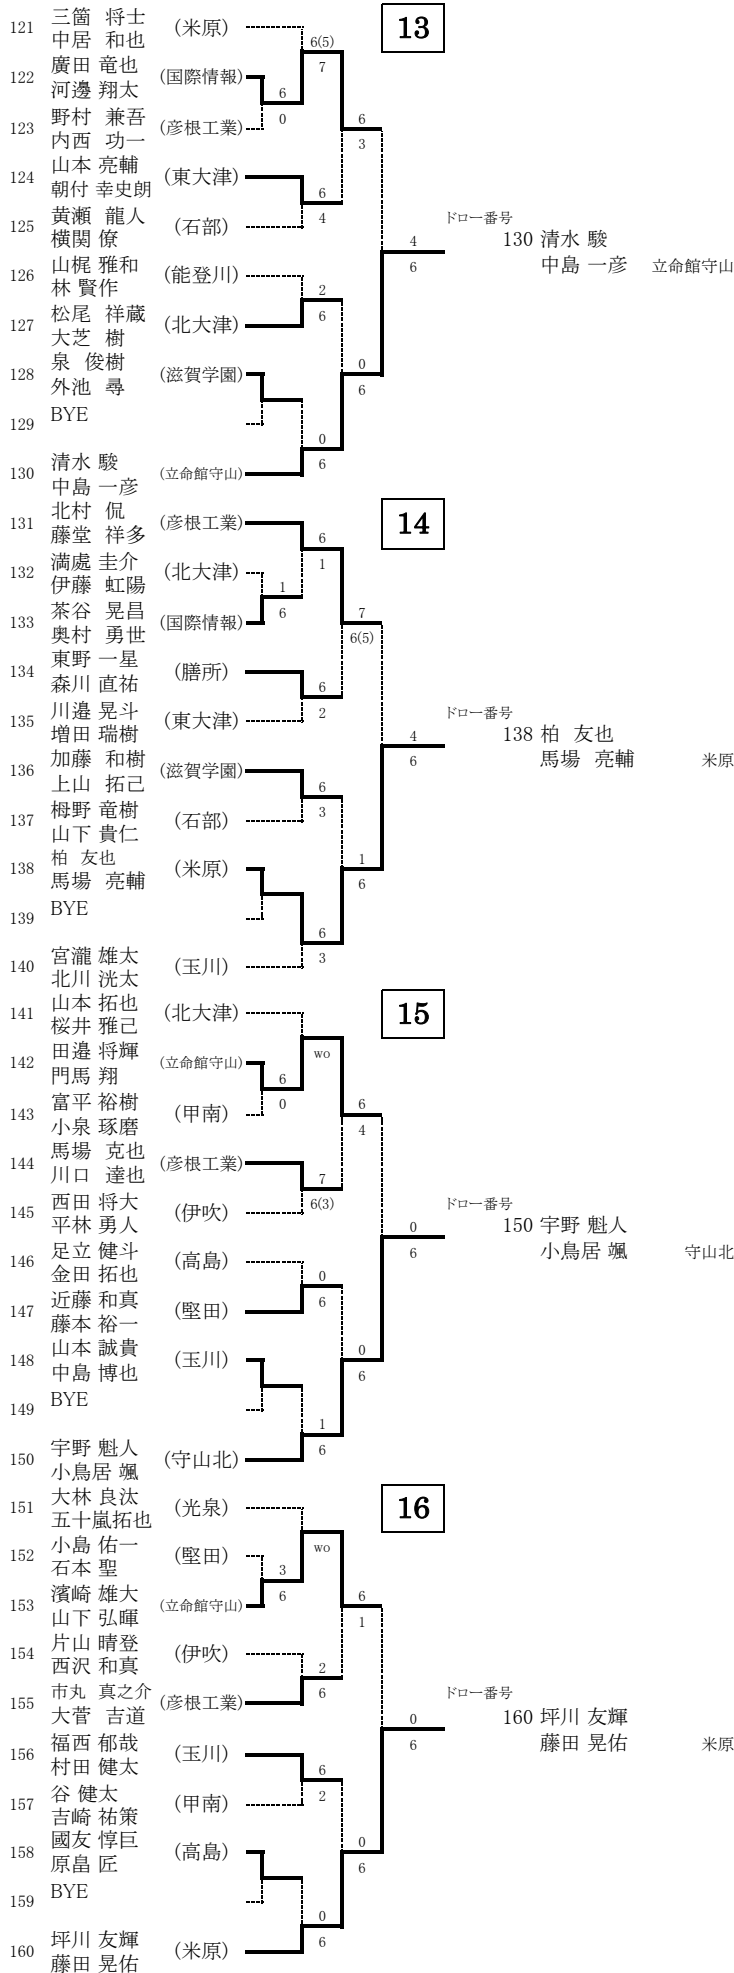 13
121 三箇 将士 (米原)
中居 和也
6(5)
7
122 廣田 竜也 (国際情報)
河邊 翔太
6
0
123 野村 兼吾 (彦根工業)
内西 功一
6
3
124 山本 亮輔 (東大津)
朝付 幸史朗
6
4
125 黄瀬 龍人 (石部)
横関 僚
4
6
ドロー番号
130 清水 駿
中島 一彦 立命館守山
126 山梶 雅和 (能登川)
林 賢作
2
6
127 松尾 祥蔵 (北大津)
大芝 樹
128 泉 俊樹 (滋賀学園)
外池 尋
0
6
129 BYE
0
6
130 清水 駿 (立命館守山)
中島 一彦
14
131 北村 侃 (彦根工業)
藤堂 祥多
6
1
132 満處 圭介 (北大津)
伊藤 虹陽
1
6
133 茶谷 晃昌 (国際情報)
奥村 勇世
7
6(5)
134 東野 一星 (膳所)
森川 直祐
6
2
135 川邉 晃斗 (東大津)
増田 瑞樹
4
6
ドロー番号
138 柏 友也
馬場 亮輔 米原
136 加藤 和樹 (滋賀学園)
上山 拓己
6
3
137 栂野 竜樹 (石部)
山下 貴仁
138 柏 友也 (米原)
馬場 亮輔
1
6
139 BYE
6
3
140 宮瀧 雄太 (玉川)
北川 洸太
15
141 山本 拓也 (北大津)
桜井 雅己
wo
142 田邉 将輝 (立命館守山)
門馬 翔
6
0
143 富平 裕樹 (甲南)
小泉 琢磨
6
4
144 馬場 克也 (彦根工業)
川口 達也
7
6(3)
145 西田 将大 (伊吹)
平林 勇人
0
6
ドロー番号
150 宇野 魁人
小鳥居 颯 守山北
146 足立 健斗 (高島)
金田 拓也
0
6
147 近藤 和真 (堅田)
藤本 裕一
148 山本 誠貴 (玉川)
中島 博也
0
6
149 BYE
1
6
150 宇野 魁人 (守山北)
小鳥居 颯
16
151 大林 良汰 (光泉)
五十嵐拓也
wo
152 小島 佑一 (堅田)
石本 聖
3
6
153 濱崎 雄大 (立命館守山)
山下 弘暉
6
1
154 片山 晴登 (伊吹)
西沢 和真
2
6
155 市丸 真之介 (彦根工業)
大菅 吉道
0
6
ドロー番号
160 坪川 友輝
藤田 晃佑 米原
156 福西 郁哉 (玉川)
村田 健太
6
2
157 谷 健太 (甲南)
吉崎 祐策
158 國友 惇巨 (高島)
原畠 匠
0
6
159 BYE
0
6
160 坪川 友輝 (米原)
藤田 晃佑